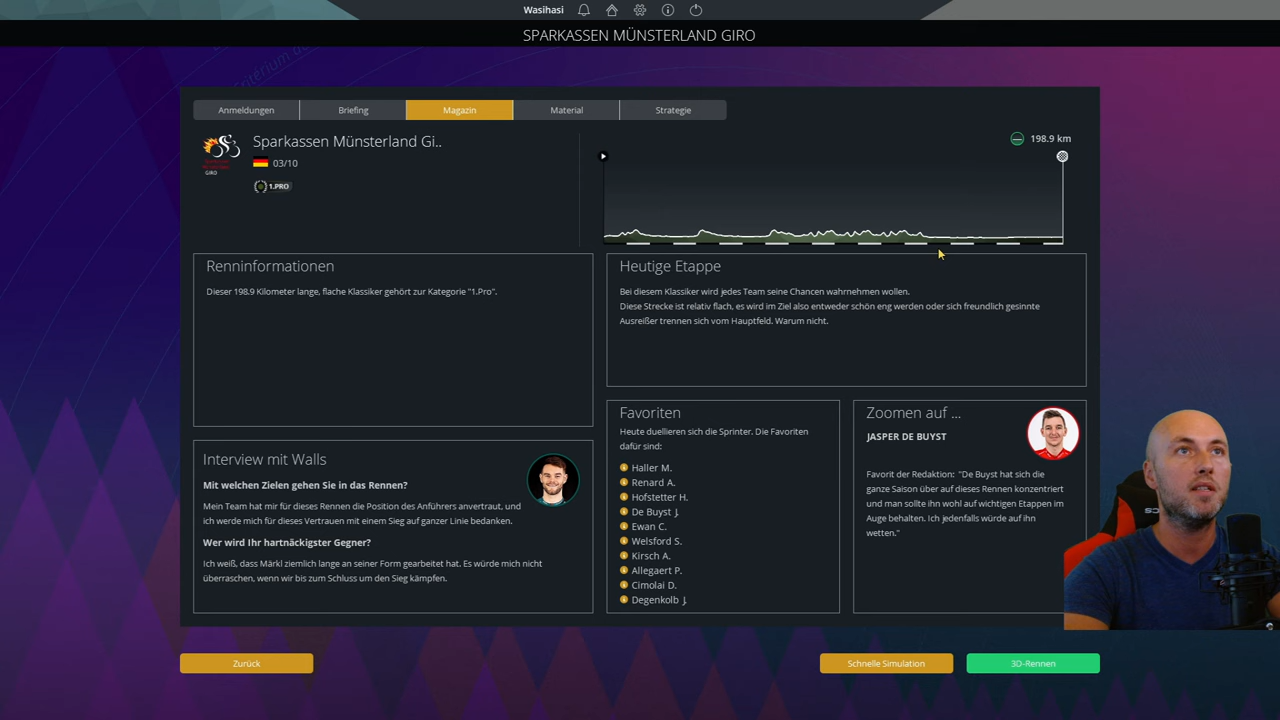 Wasihasi
SPARKASSEN MÜNSTERLAND GIRO
Anmeldungen
Briefing
Magazin
Material
Strategie
Sparkassen Münsterland Gi..
03/10
1.PRO
GIRO
198.9 km
Renninformationen
Dieser 198.9 Kilometer lange, flache Klassiker gehört zur Kategorie "1.Pro".
Heutige Etappe
Bei diesem Klassiker wird jedes Team seine Chancen wahrnehmen wollen.
Diese Strecke ist relativ flach, es wird im Ziel also entweder schön eng werden oder sich freundlich gesinnte
Ausreißer trennen sich vom Hauptfeld. Warum nicht.
Interview mit Walls
Mit welchen Zielen gehen Sie in das Rennen?
Mein Team hat mir für dieses Rennen die Position des Anführers anvertraut, und
ich werde mich für dieses Vertrauen mit einem Sieg auf ganzer Linie bedanken.
Wer wird Ihr hartnäckigster Gegner?
Ich weiß, dass Märkl ziemlich lange an seiner Form gearbeitet hat. Es würde mich nicht
überraschen, wenn wir bis zum Schluss um den Sieg kämpfen.
Favoriten
Heute duellieren sich die Sprinter. Die Favoriten
dafür sind:
Haller M.
Renard A.
Hofstetter H.
De Buyst J.
Ewan C.
Welsford S.
Kirsch A.
Allegaert P.
Cimolai D.
Degenkolb J.
Zoomen auf ...
JASPER DE BUYST
Favorit der Redaktion: "De Buyst hat sich die
ganze Saison über auf dieses Rennen konzentriert
und man sollte ihn wohl auf wichtigen Etappen im
Auge behalten. Ich jedenfalls würde auf ihn
wetten."
Zurück
Schnelle Simulation
3D-Rennen